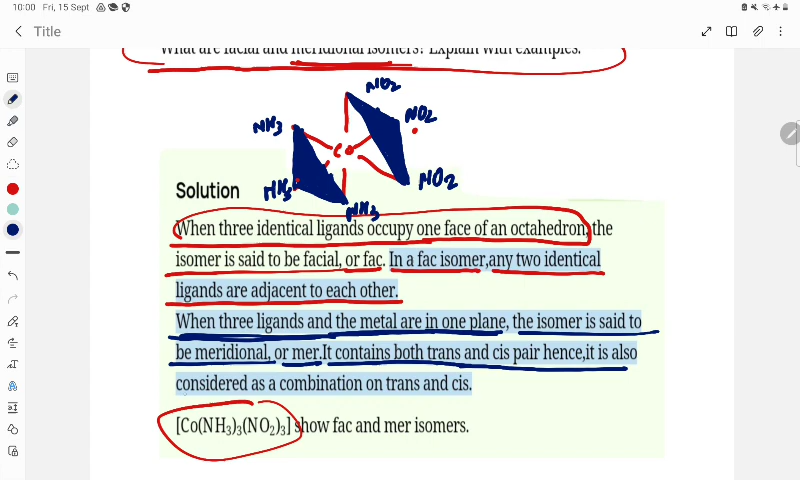 10:00 Fri, 15 Sept
Title
What are facial and meridional isomers? Explain with examples.
NO2
NO2
NH3
Co
NH3
NO2
NH3
Solution
When three identical ligands occupy one face of an octahedron, the
isomer is said to be facial, or fac. In a fac isomer,any two identical
ligands are adjacent to each other.
When three ligands and the metal are in one plane, the isomer is said to
be meridional, or mer.It contains both trans and cis pair hence,it is also
considered as a combination on trans and cis.
[Co(NH₃)₃(NO₂)₃] show fac and mer isomers.